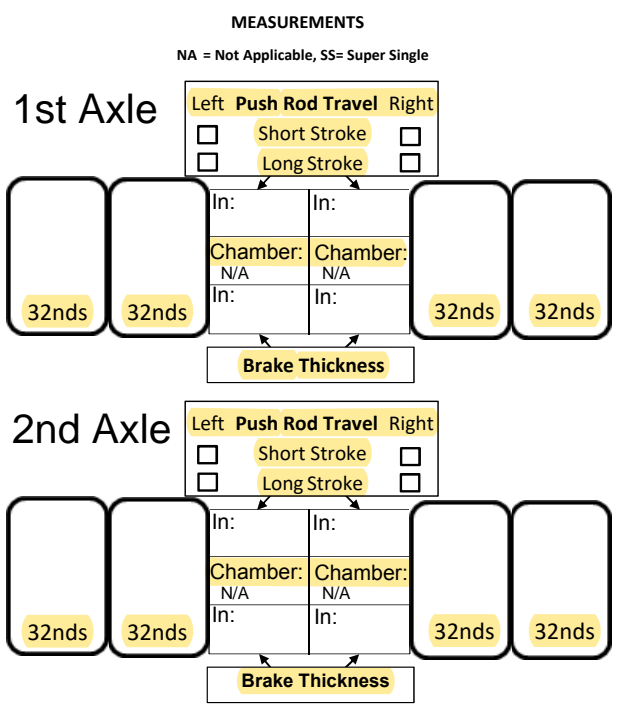 MEASUREMENTS
NA = Not Applicable, SS= Super Single
1st Axle
Left Push Rod Travel Right
Short Stroke
Long Stroke
In: In:
Chamber: Chamber:
N/A N/A
In: In:
32nds 32nds 32nds 32nds
Brake Thickness
2nd Axle
Left Push Rod Travel Right
Short Stroke
Long Stroke
In: In:
Chamber: Chamber:
N/A N/A
In: In:
32nds 32nds 32nds 32nds
Brake Thickness